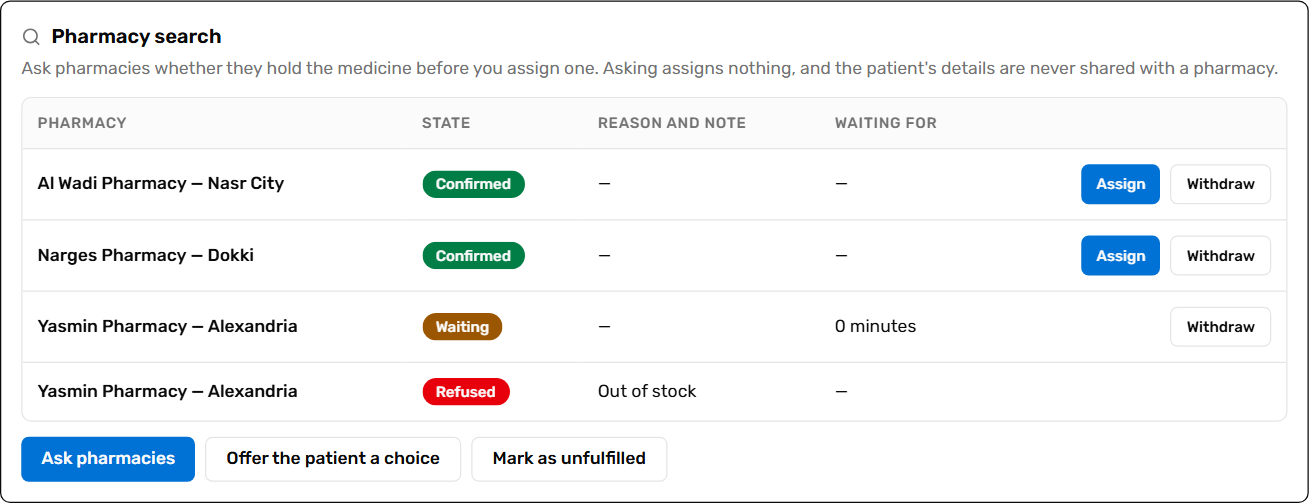 Pharmacy search
Ask pharmacies whether they hold the medicine before you assign one. Asking assigns nothing, and the patient's details are never shared with a pharmacy.
PHARMACY STATE REASON AND NOTE WAITING FOR
Al Wadi Pharmacy – Nasr City Confirmed – – Assign Withdraw
Narges Pharmacy – Dokki Confirmed – – Assign Withdraw
Yasmin Pharmacy – Alexandria Waiting – 0 minutes Withdraw
Yasmin Pharmacy – Alexandria Refused Out of stock –
Ask pharmacies Offer the patient a choice Mark as unfulfilled